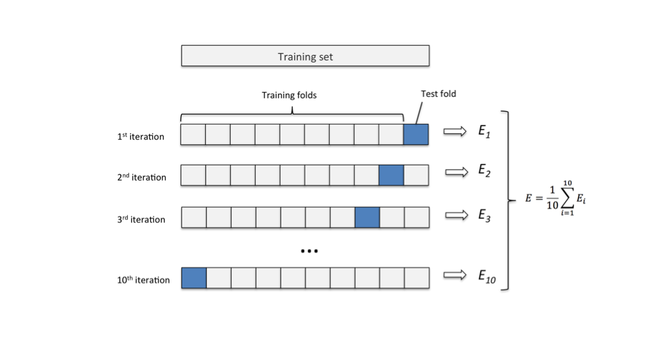 Training set
Training folds
Test fold
1st iteration
E1
2nd iteration
E2
3rd iteration
E3
...
10th iteration
E10
E = 1/10 10∑i=1 Ei